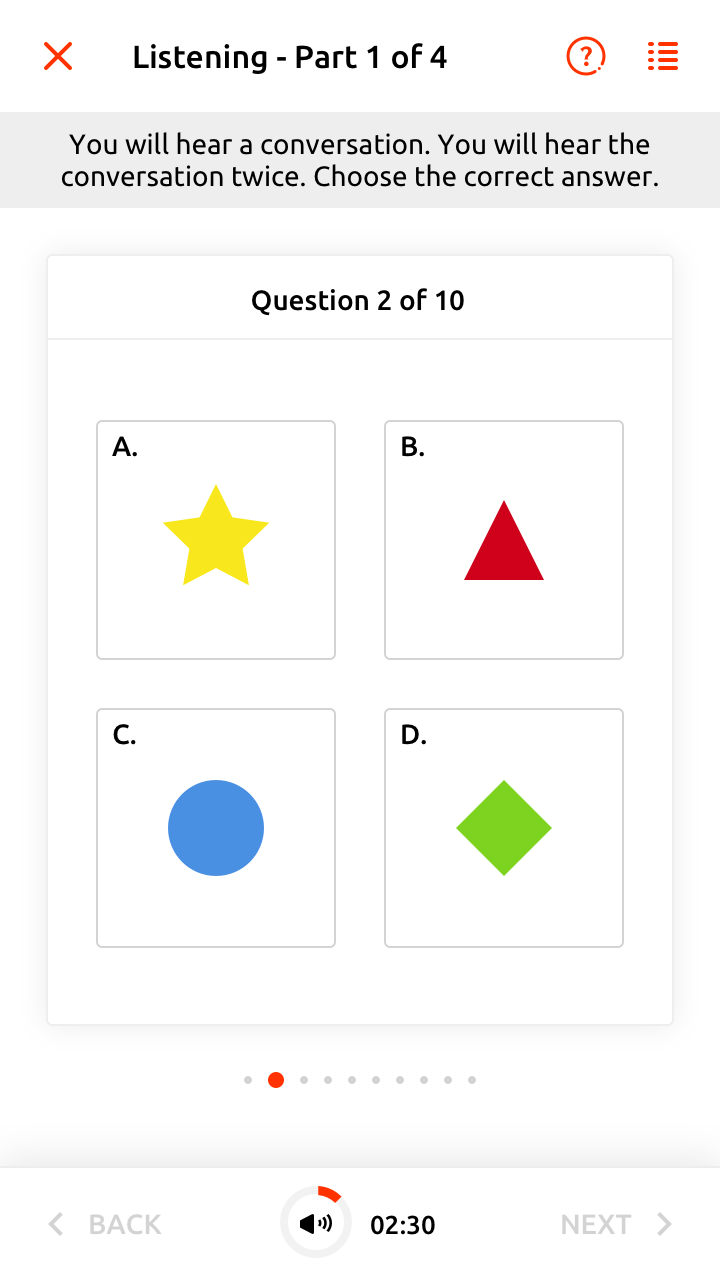 Listening - Part 1 of 4
You will hear a conversation. You will hear the
conversation twice. Choose the correct answer.
Question 2 of 10
A.
B.
C.
D.
BACK
02:30
NEXT